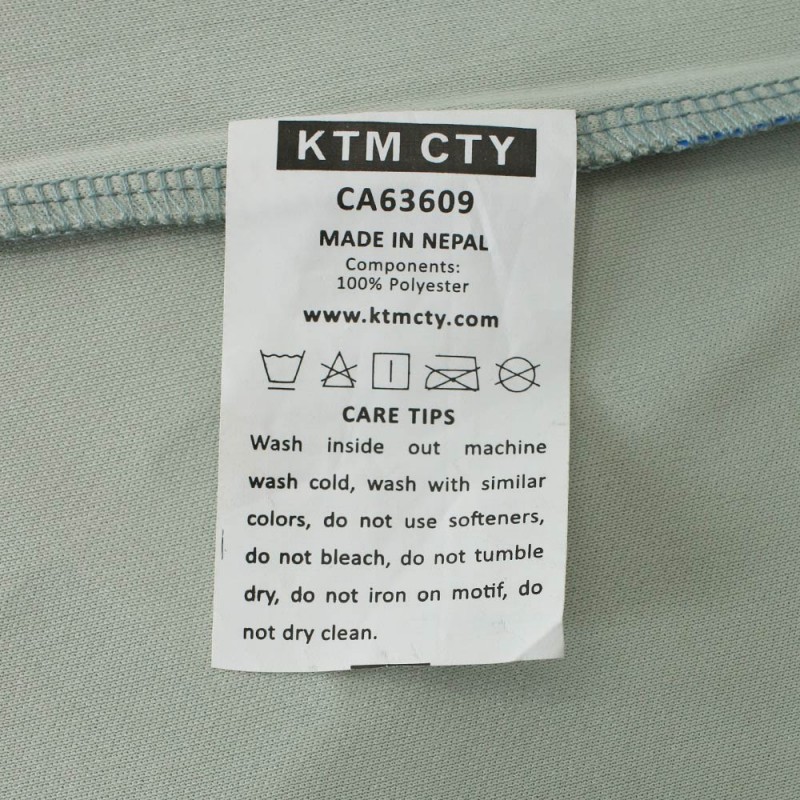 KTM CTY
CA63609
MADE IN NEPAL
Components:
100% Polyester
www.ktmcty.com
CARE TIPS
Wash inside out machine
wash cold, wash with similar
colors, do not use softeners,
do not bleach, do not tumble
dry, do not iron on motif, do
not dry clean.